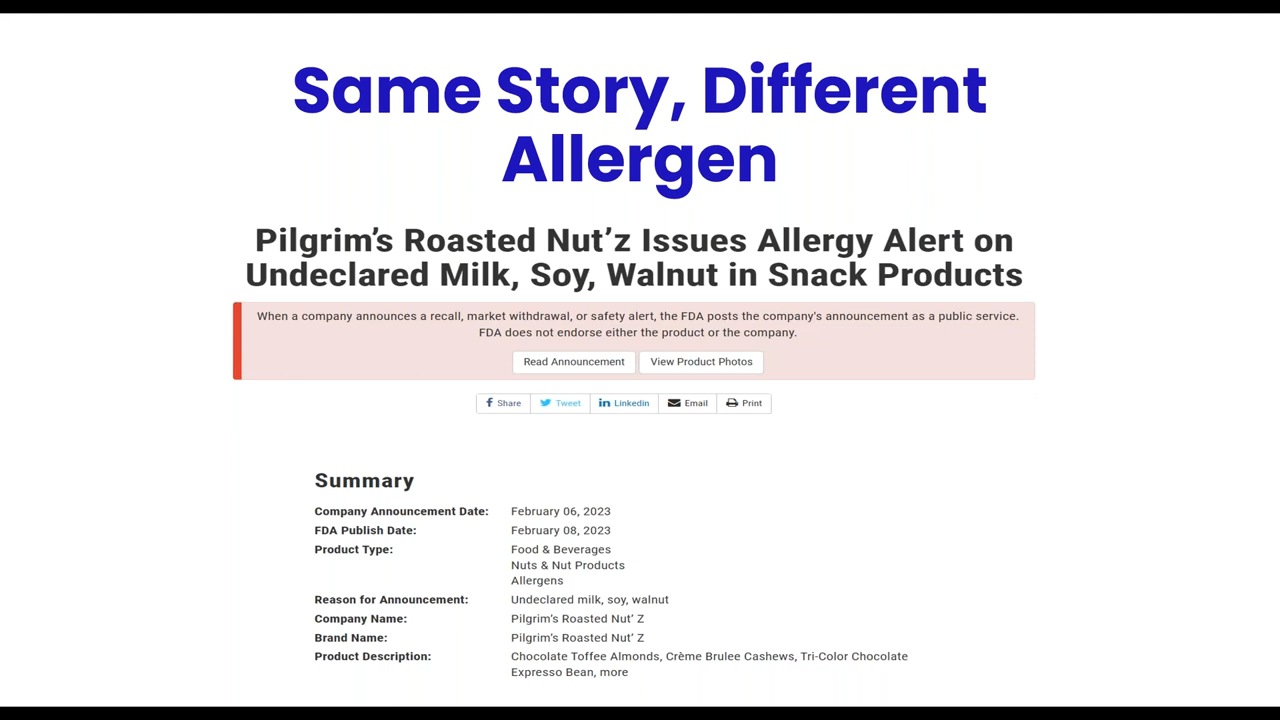 Same Story, Different
Allergen
Pilgrim’s Roasted Nut’z Issues Allergy Alert on
Undeclared Milk, Soy, Walnut in Snack Products
When a company announces a recall, market withdrawal, or safety alert, the FDA posts the company's announcement as a public service.
FDA does not endorse either the product or the company.
Read Announcement View Product Photos
Share Tweet Linkedin Email Print
Summary
Company Announcement Date: February 06, 2023
FDA Publish Date: February 08, 2023
Product Type: Food & Beverages
Nuts & Nut Products
Allergens
Reason for Announcement: Undeclared milk, soy, walnut
Company Name: Pilgrim’s Roasted Nut’ Z
Brand Name: Pilgrim’s Roasted Nut’ Z
Product Description: Chocolate Toffee Almonds, Crème Brulee Cashews, Tri-Color Chocolate
Expresso Bean, more